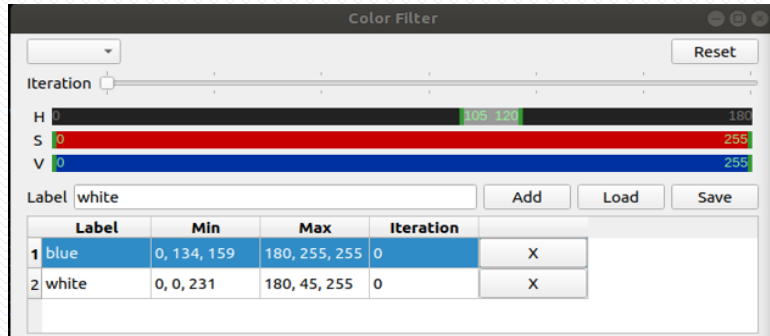 Color Filter
Reset
Iteration
H 0 105 120 180
S 0 255
V 0 255
Label white Add Load Save
Label Min Max Iteration
1 blue 0, 134, 159 180, 255, 255 0 X
2 white 0, 0, 231 180, 45, 255 0 X